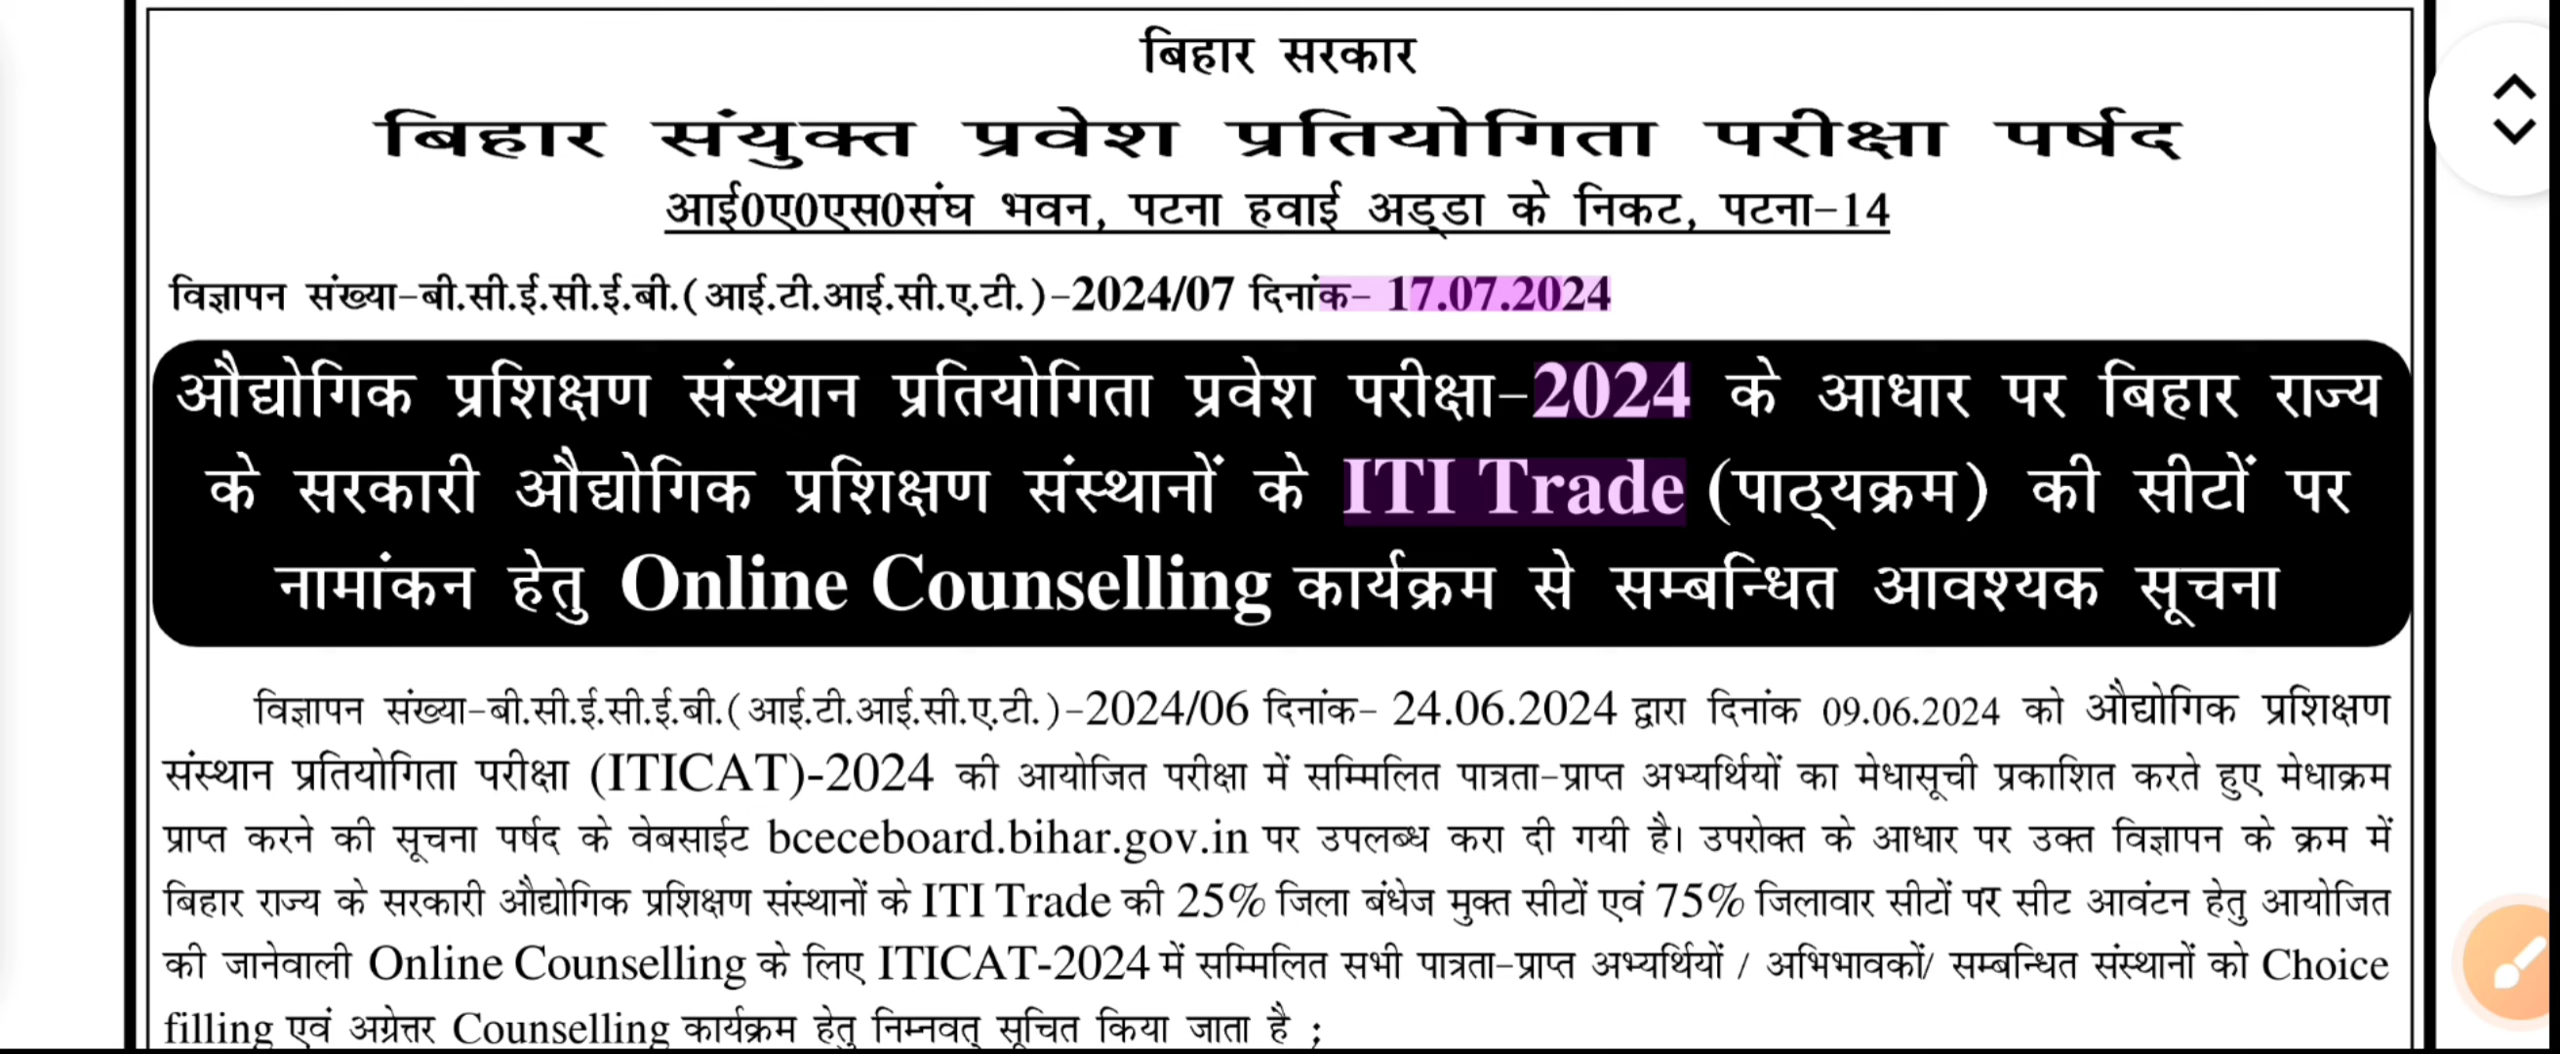 बिहार सरकार
बिहार संयुक्त प्रवेश प्रतियोगिता परीक्षा पर्षद
आई0ए0एस0संघ भवन, पटना हवाई अड्डा के निकट, पटना-14
विज्ञापन संख्या-बी.सी.ई.सी.ई.बी.(आई.टी.आई.सी.ए.टी.)-2024/07 दिनांक- 17.07.2024
औद्योगिक प्रशिक्षण संस्थान प्रतियोगिता प्रवेश परीक्षा-2024 के आधार पर बिहार राज्य
के सरकारी औद्योगिक प्रशिक्षण संस्थानों के ITI Trade (पाठ्यक्रम) की सीटों पर
नामांकन हेतु Online Counselling कार्यक्रम से सम्बन्धित आवश्यक सूचना
विज्ञापन संख्या-बी.सी.ई.सी.ई.बी.(आई.टी.आई.सी.ए.टी.)-2024/06 दिनांक- 24.06.2024 द्वारा दिनांक 09.06.2024 को औद्योगिक प्रशिक्षण
संस्थान प्रतियोगिता परीक्षा (ITICAT)-2024 की आयोजित परीक्षा में सम्मिलित पात्रता-प्राप्त अभ्यर्थियों का मेधासूची प्रकाशित करते हुए मेधाक्रम
प्राप्त करने की सूचना पर्षद के वेबसाईट bceceboard.bihar.gov.in पर उपलब्ध करा दी गयी है। उपरोक्त के आधार पर उक्त विज्ञापन के क्रम में
बिहार राज्य के सरकारी औद्योगिक प्रशिक्षण संस्थानों के ITI Trade की 25% जिला बंधेज मुक्त सीटों एवं 75% जिलावार सीटों पर सीट आवंटन हेतु आयोजित
की जानेवाली Online Counselling के लिए ITICAT-2024 में सम्मिलित सभी पात्रता-प्राप्त अभ्यर्थियों / अभिभावकों/ सम्बन्धित संस्थानों को Choice
filling एवं अग्रेत्तर Counselling कार्यक्रम हेतु निम्नवत् सूचित किया जाता है ;